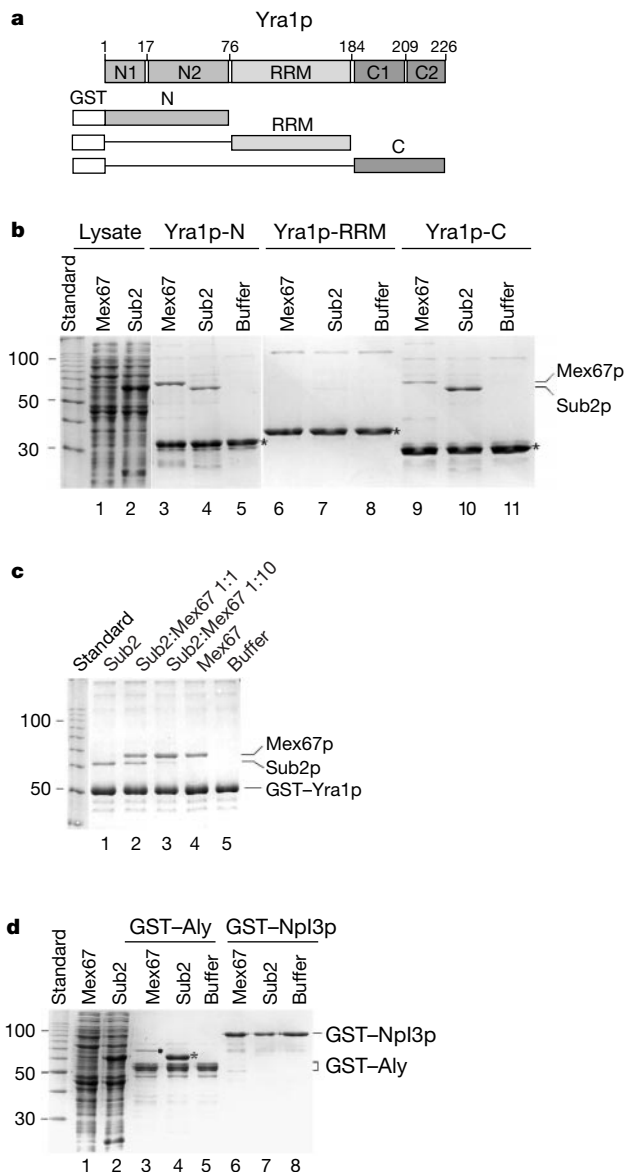 a
Yra1p
1 17 76 184 209 226
N1 N2 RRM C1 C2
GST N
RRM
C
b
Lysate Yra1p-N Yra1p-RRM Yra1p-C
Standard Mex67 Sub2 Mex67 Sub2 Buffer Mex67 Sub2 Buffer Mex67 Sub2 Buffer
100
50
30
Mex67p
Sub2p
* * *
1 2 3 4 5 6 7 8 9 10 11
c
Standard Sub2 Sub2:Mex67 1:1 Sub2:Mex67 1:10 Mex67 Buffer
100
50
Mex67p
Sub2p
GST–Yra1p
1 2 3 4 5
d
GST–Aly GST–Npl3p
Standard Mex67 Sub2 Mex67 Sub2 Buffer Mex67 Sub2 Buffer
100
50
30
*
GST–Npl3p
GST–Aly
1 2 3 4 5 6 7 8